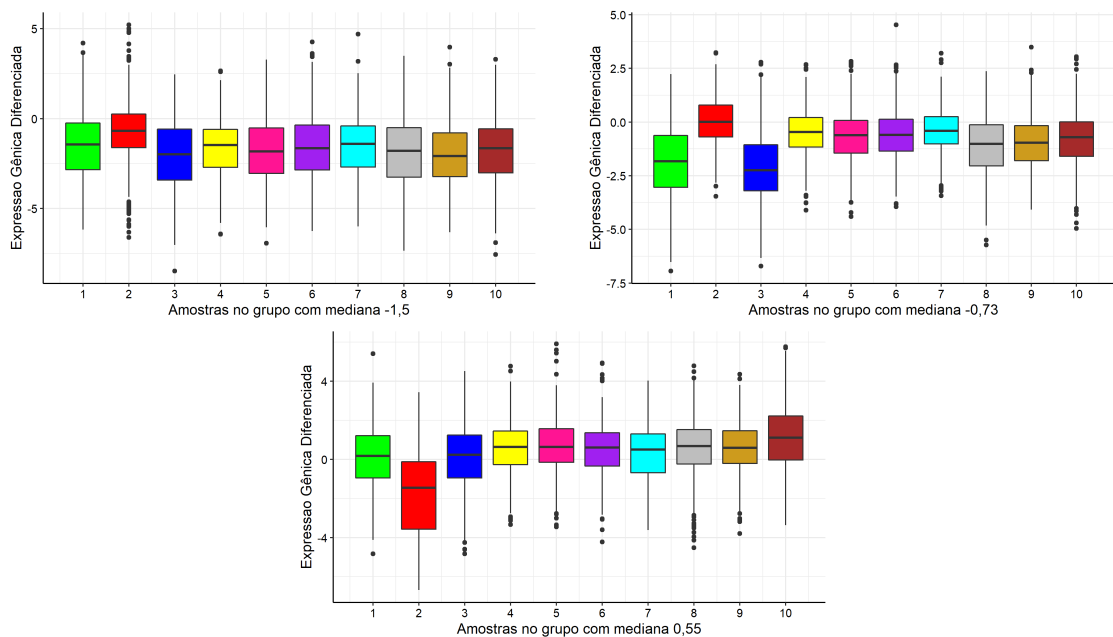 Expressao Gênica Diferenciada
5
0
-5
1 2 3 4 5 6 7 8 9 10
Amostras no grupo com mediana -1,5
Expressao Gênica Diferenciada
5.0
2.5
0.0
-2.5
-5.0
-7.5
1 2 3 4 5 6 7 8 9 10
Amostras no grupo com mediana -0,73
Expressao Gênica Diferenciada
4
0
-4
1 2 3 4 5 6 7 8 9 10
Amostras no grupo com mediana 0,55